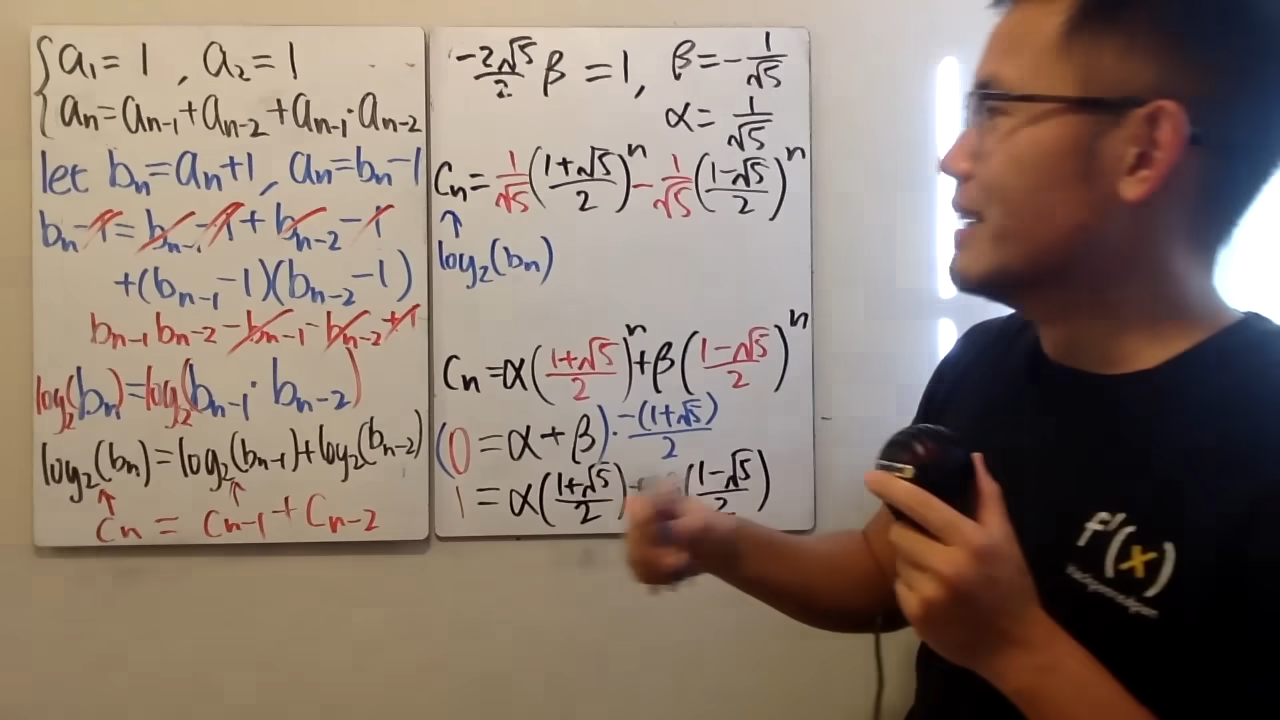 a₁ = 1 , a₂ = 1
aₙ = aₙ₋₁ + aₙ₋₂ + aₙ₋₁ · aₙ₋₂
let bₙ = aₙ + 1 , aₙ = bₙ − 1
bₙ − 1 = bₙ₋₁ − 1 + bₙ₋₂ − 1
+ (bₙ₋₁ − 1)(bₙ₋₂ − 1)
bₙ₋₁ bₙ₋₂ − bₙ₋₁ − bₙ₋₂ + 1
log₂(bₙ) = log₂(bₙ₋₁ · bₙ₋₂)
log₂(bₙ) = log₂(bₙ₋₁) + log₂(bₙ₋₂)
↑ ↑
Cₙ = Cₙ₋₁ + Cₙ₋₂
−2√5/2 β = 1 , β = −1/√5
α = 1/√5
Cₙ = 1/√5 ((1+√5)/2)ⁿ − 1/√5 ((1−√5)/2)ⁿ
↑
log₂(bₙ)
Cₙ = α((1+√5)/2)ⁿ + β((1−√5)/2)ⁿ
(0 = α + β) · −(1+√5)/2
1 = α((1+√5)/2) + ((1−√5)/2)
f'(x)